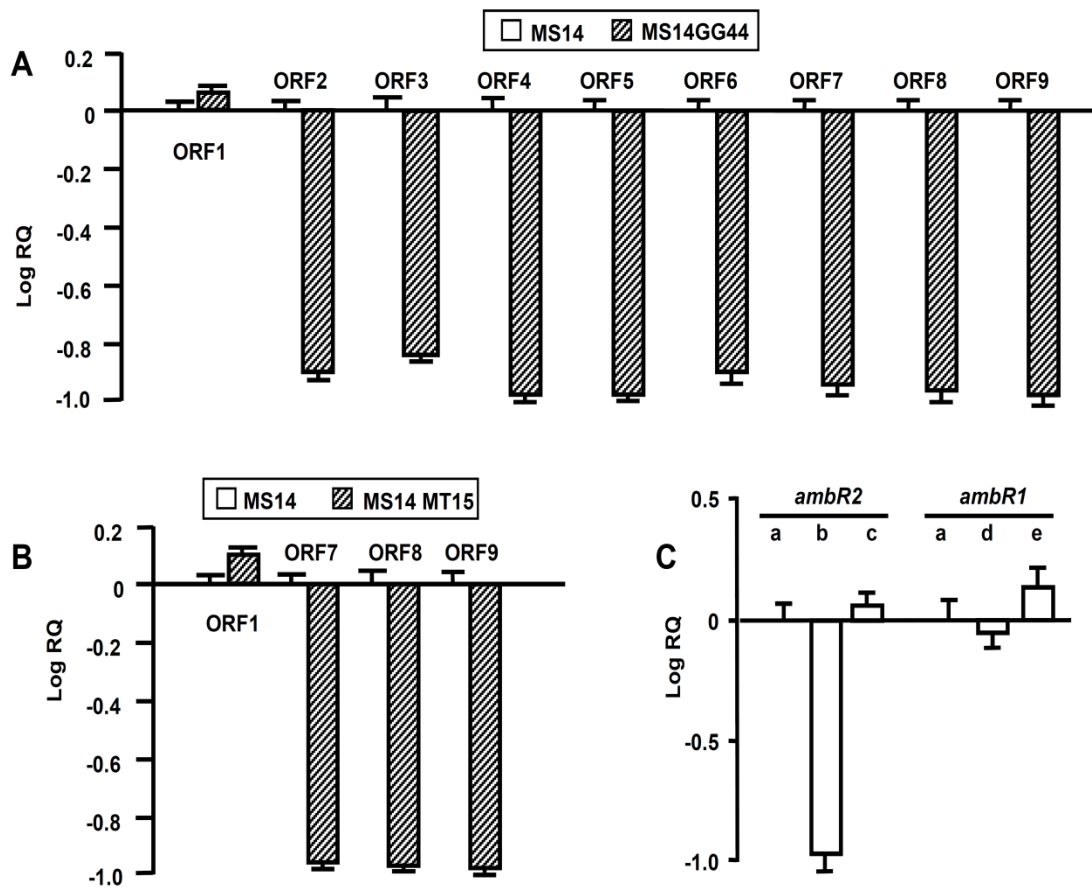 MS14 MS14GG44
A
0.2
ORF2 ORF3 ORF4 ORF5 ORF6 ORF7 ORF8 ORF9
0
ORF1
-0.2
-0.4
-0.6
-0.8
-1.0
Log RQ
MS14 MS14 MT15
B
0.2
ORF7 ORF8 ORF9
0
ORF1
-0.2
-0.4
-0.6
-0.8
-1.0
Log RQ
C
0.5
ambR2 ambR1
a b c a d e
0
-0.5
-1.0
Log RQ